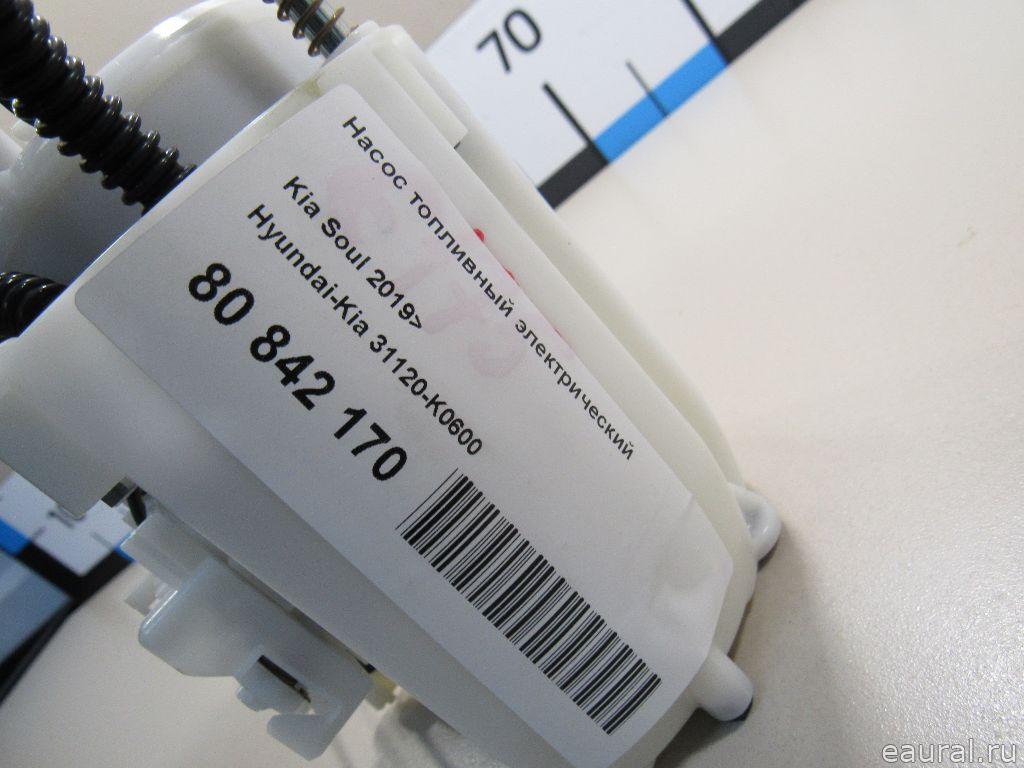 70
Насос топливный электрический
Kia Soul 2019>
Hyundai-Kia 31120-K0600
80 842 170
eaural.ru